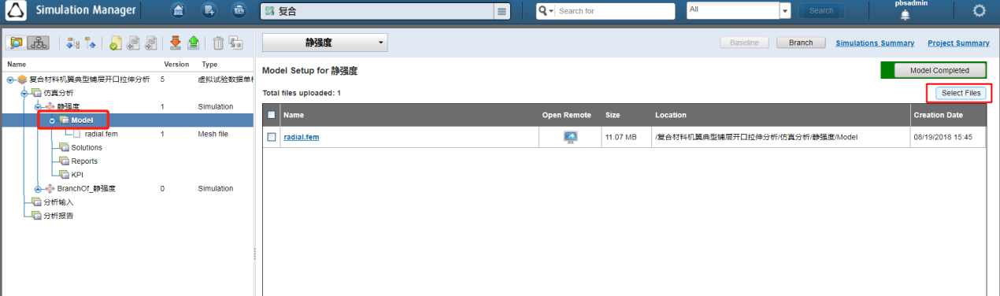 Simulation Manager 复合 Search for All Search pbsadmin
静强度 Baseline Branch Simulations Summary Project Summary
Name Version Type
复合材料机翼典型铺层开口拉伸分析 5 虚拟试验数据单
仿真分析
静强度 1 Simulation
Model
radial.fem 1 Mesh file
Solutions
Reports
KPI
BranchOf_静强度 0 Simulation
分析输入
分析报告
Model Setup for 静强度 Model Completed
Total files uploaded: 1 Select Files
Name Open Remote Size Location Creation Date
radial.fem 11.07 MB /复合材料机翼典型铺层开口拉伸分析/仿真分析/静强度/Model 08/19/2018 15:45